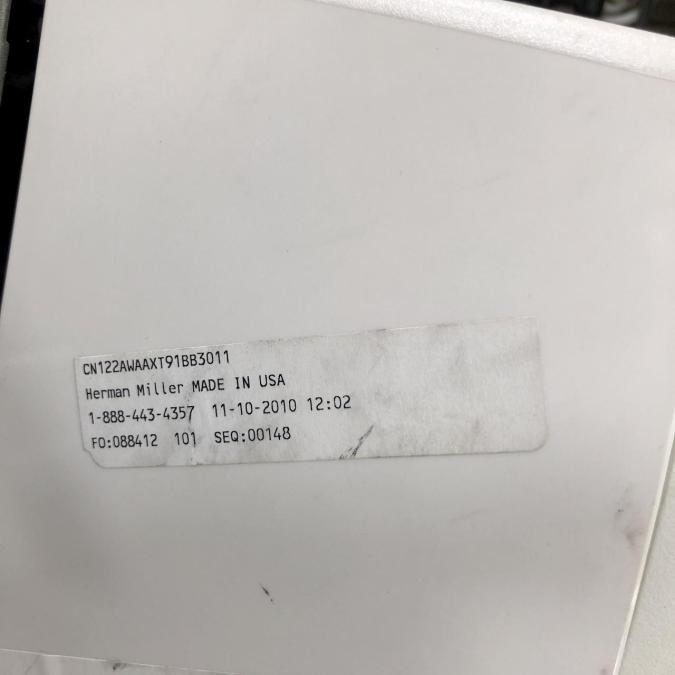 CN122AWAAXT91BB3011
Herman Miller MADE IN USA
1-888-443-4357 11-10-2010 12:02
FO:088412 101 SEQ:00148